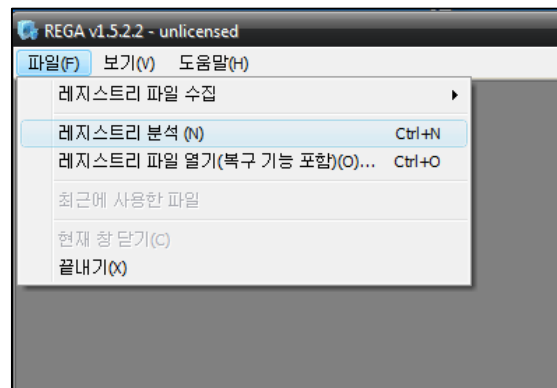 REGA v1.5.2.2 - unlicensed
파일(F) 보기(V) 도움말(H)
레지스트리 파일 수집
레지스트리 분석 (N) Ctrl+N
레지스트리 파일 열기(복구 기능 포함)(O)... Ctrl+O
최근에 사용한 파일
현재 창 닫기(C)
끝내기(X)